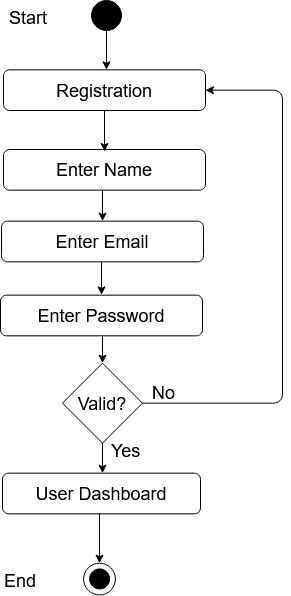 Start
Registration
Enter Name
Enter Email
Enter Password
Valid?
No
Yes
User Dashboard
End